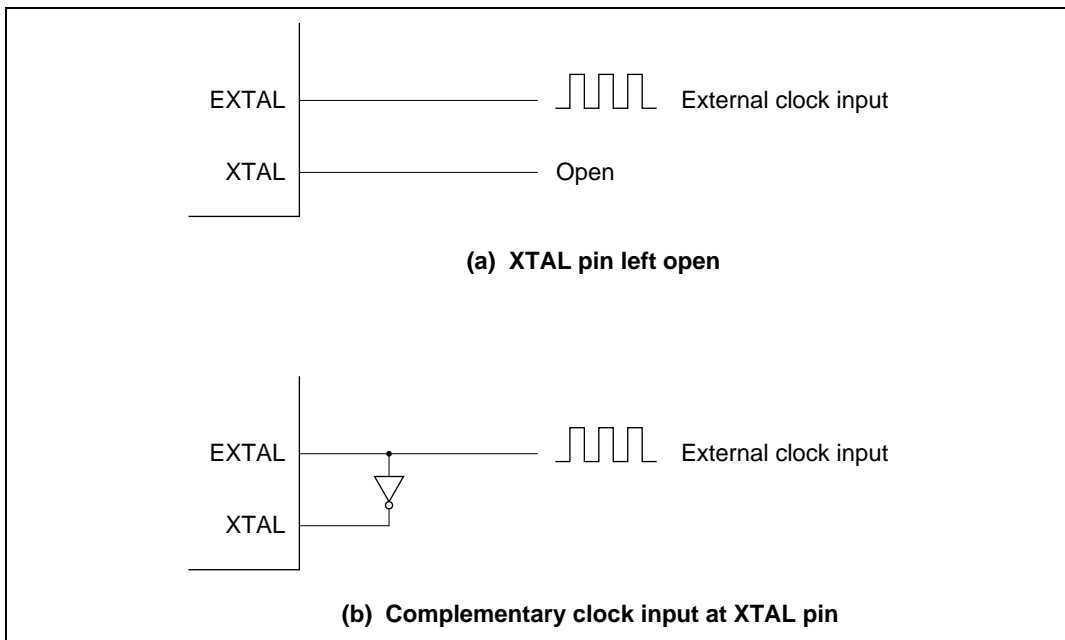 EXTAL
External clock input
XTAL
Open
(a) XTAL pin left open
EXTAL
External clock input
XTAL
(b) Complementary clock input at XTAL pin